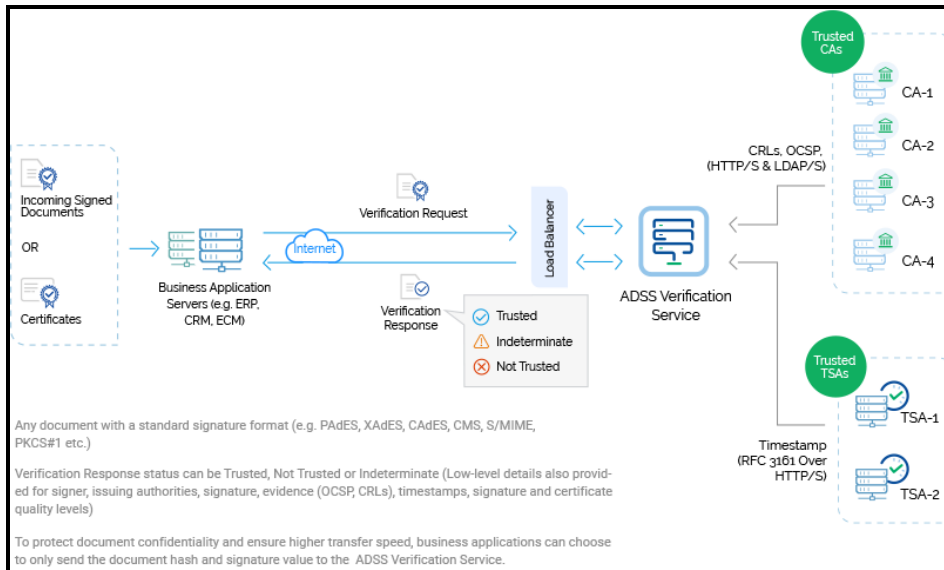 Trusted
CAs
CA-1
CA-2
CA-3
CA-4
CRLs, OCSP,
(HTTP/S & LDAP/S)
Incoming Signed
Documents
OR
Certificates
Business Application
Servers (e.g. ERP,
CRM, ECM)
Verification Request
Internet
Verification
Response
Load Balancer
Trusted
Indeterminate
Not Trusted
ADSS Verification
Service
Trusted
TSAs
TSA-1
TSA-2
Timestamp
(RFC 3161 Over
HTTP/S)
Any document with a standard signature format (e.g. PAdES, XAdES, CAdES, CMS, S/MIME,
PKCS#1 etc.)
Verification Response status can be Trusted, Not Trusted or Indeterminate (Low-level details also provid-
ed for signer, issuing authorities, signature, evidence (OCSP, CRLs), timestamps, signature and certificate
quality levels)
To protect document confidentiality and ensure higher transfer speed, business applications can choose
to only send the document hash and signature value to the ADSS Verification Service.